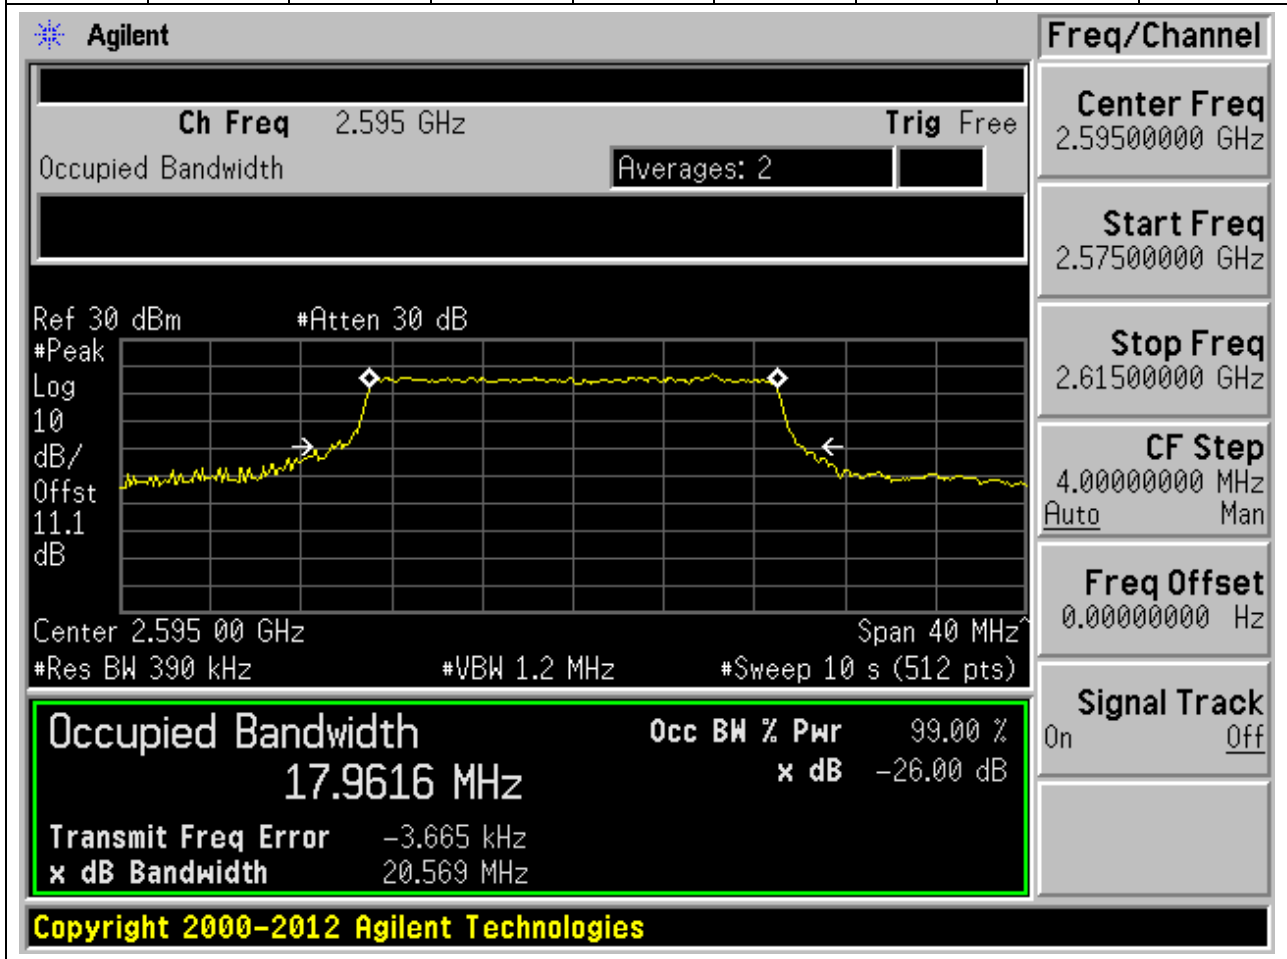 Agilent
Freq/Channel
Ch Freq 2.595 GHz Trig Free
Occupied Bandwidth Averages: 2
Center Freq
2.59500000 GHz
Start Freq
2.57500000 GHz
Stop Freq
2.61500000 GHz
CF Step
4.00000000 MHz
Auto Man
Freq Offset
0.00000000 Hz
Signal Track
On Off
Ref 30 dBm #Atten 30 dB
#Peak
Log
10
dB/
Offst
11.1
dB
Center 2.595 00 GHz Span 40 MHz^
#Res BW 390 kHz #VBW 1.2 MHz #Sweep 10 s (512 pts)
Occupied Bandwidth Occ BW % Pwr 99.00 %
17.9616 MHz x dB -26.00 dB
Transmit Freq Error -3.665 kHz
x dB Bandwidth 20.569 MHz
Copyright 2000-2012 Agilent Technologies